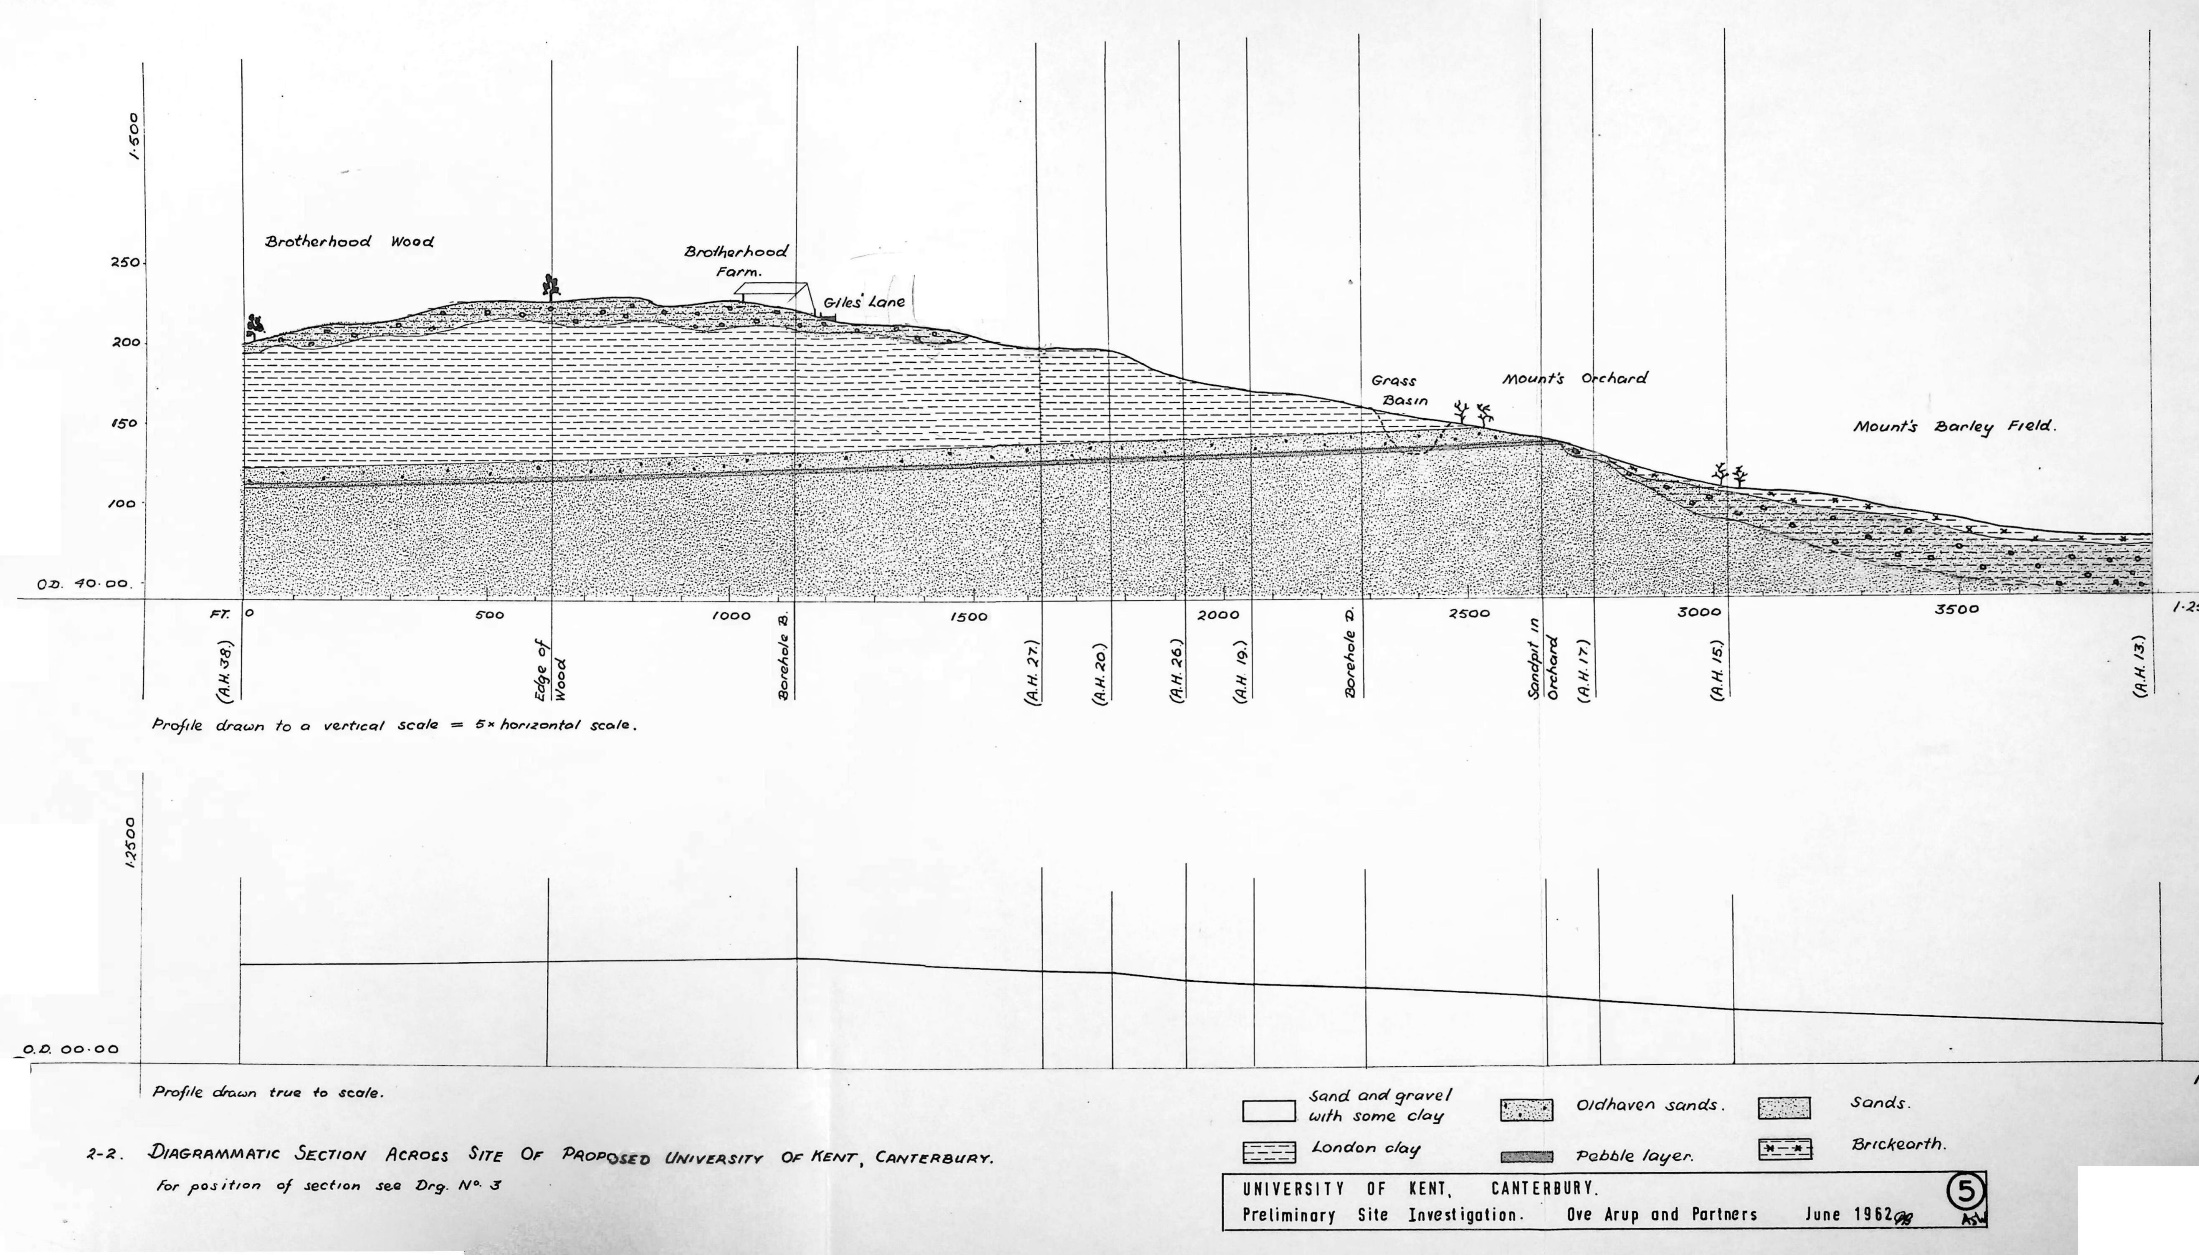 1·500
Brotherhood Wood
Brotherhood
Farm.
Giles' Lane
250
200
150
100
O.D. 40·00.
Grass
Basin
Mount's Orchard
Mount's Barley Field.
FT. 0 500 1000 1500 2000 2500 3000 3500
(A.H. 38.)
Edge of
Wood
Borehole B.
(A.H. 27.)
(A.H. 20.)
(A.H. 26.)
(A.H. 19.)
Borehole D.
Sandpit in
Orchard
(A.H. 17.)
(A.H. 15.)
(A.H. 13.)
Profile drawn to a vertical scale = 5× horizontal scale.
1·2500
O.D. 00·00
Profile drawn true to scale.
2-2. DIAGRAMMATIC SECTION ACROSS SITE OF PROPOSED UNIVERSITY OF KENT, CANTERBURY.
For position of section see Drg. Nº. 3
Sand and gravel
with some clay
London clay
Oldhaven sands.
Pebble layer.
Sands.
Brickearth.
UNIVERSITY OF KENT, CANTERBURY.
Preliminary Site Investigation. Ove Arup and Partners June 1962
5